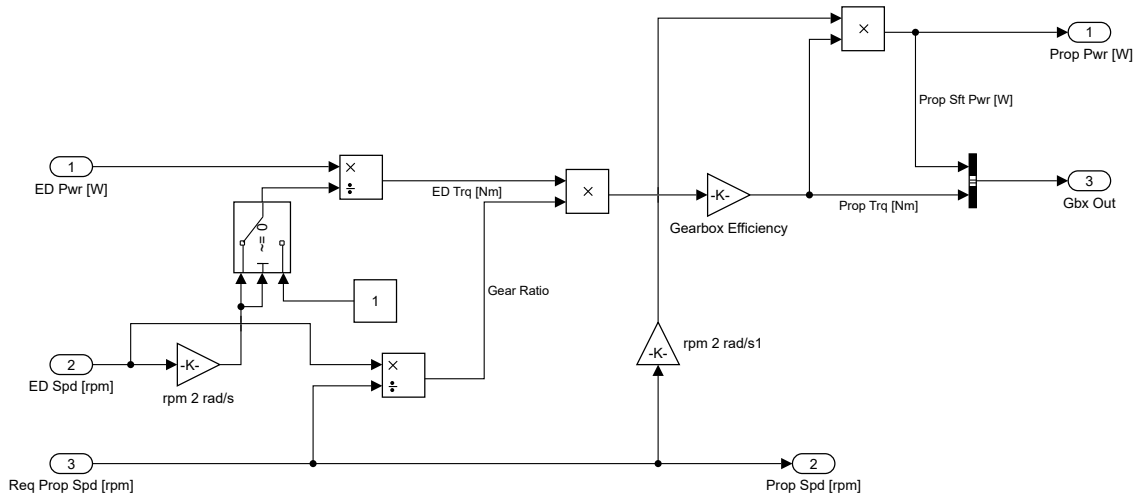 ×
1
Prop Pwr [W]
Prop Sft Pwr [W]
1
ED Pwr [W]
×
÷
ED Trq [Nm]
×
-K-
Gearbox Efficiency
Prop Trq [Nm]
3
Gbx Out
~= 0
1
Gear Ratio
2
ED Spd [rpm]
-K-
rpm 2 rad/s
×
÷
-K-
rpm 2 rad/s1
3
Req Prop Spd [rpm]
2
Prop Spd [rpm]